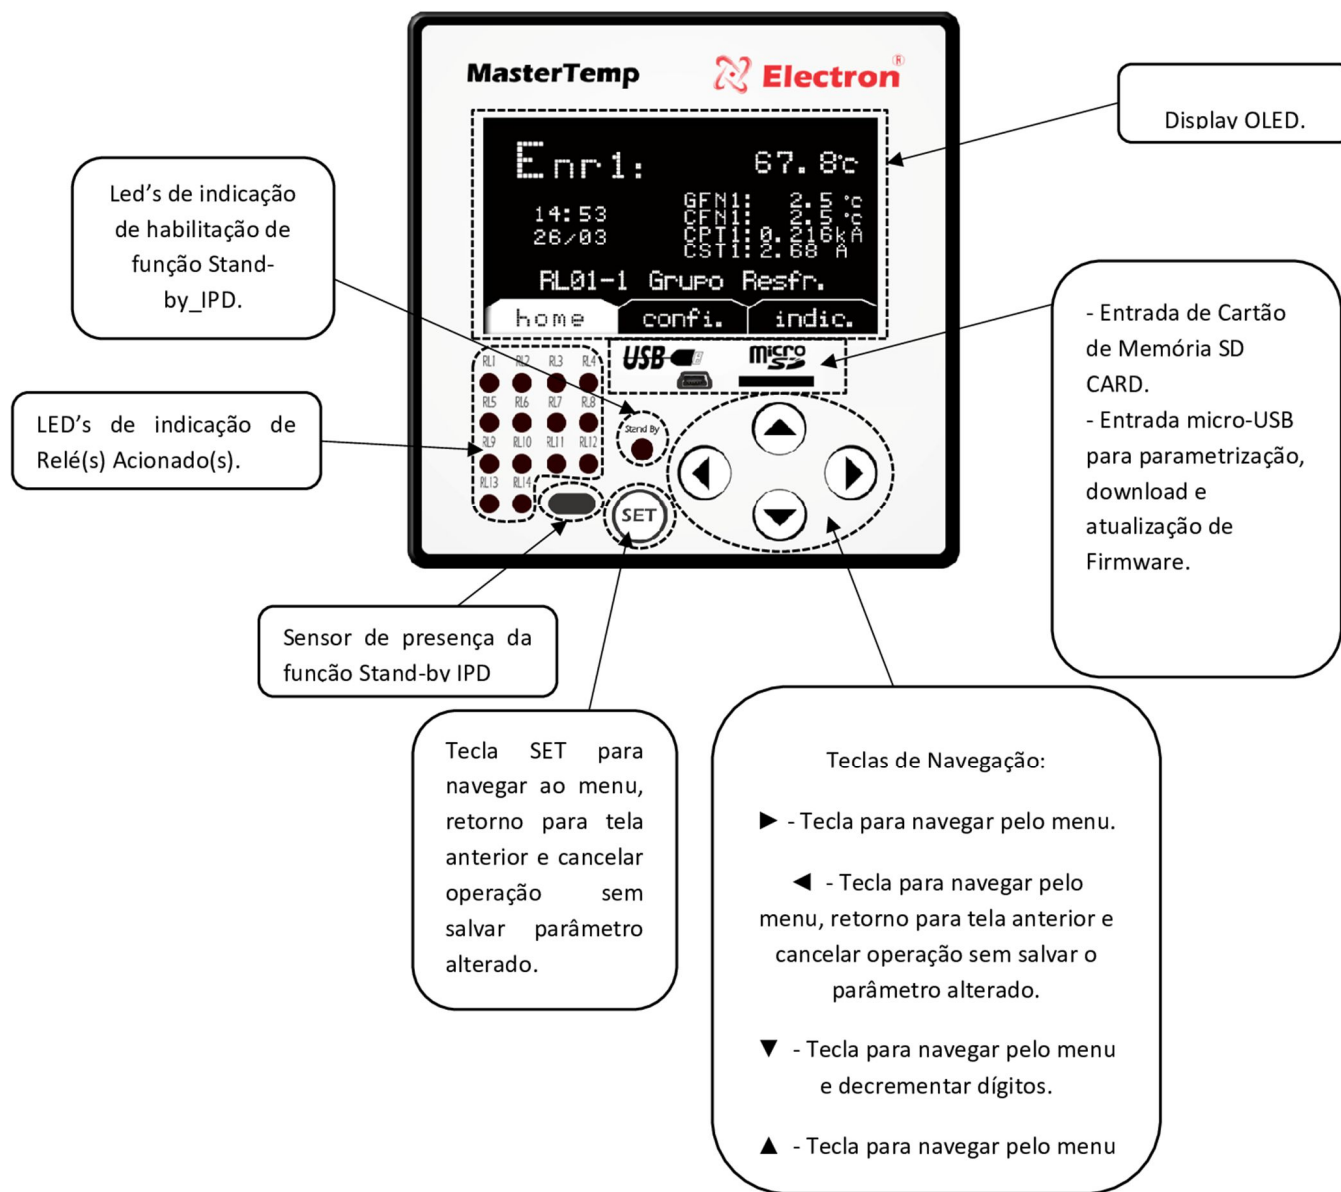 MasterTemp
Electron®
Enr1: 67.8°c
14:53
26/03
GFN1: 2.5 °c
CFN1: 2.5 °c
CPT1: 0.216kA
CST1: 2.68 A
RL01-1 Grupo Resfr.
home confi. indic.
USB
micro SD
RL1 RL2 RL3 RL4
RL5 RL6 RL7 RL8
RL9 RL10 RL11 RL12
RL13 RL14
Stand By
SET
Display OLED.
Led's de indicação
de habilitação de
função Stand-
by_IPD.
LED's de indicação de
Relé(s) Acionado(s).
- Entrada de Cartão
de Memória SD
CARD.
- Entrada micro-USB
para parametrização,
download e
atualização de
Firmware.
Sensor de presença da
função Stand-by IPD
Tecla SET para
navegar ao menu,
retorno para tela
anterior e cancelar
operação sem
salvar parâmetro
alterado.
Teclas de Navegação:
► - Tecla para navegar pelo menu.
◄ - Tecla para navegar pelo
menu, retorno para tela anterior e
cancelar operação sem salvar o
parâmetro alterado.
▼ - Tecla para navegar pelo menu
e decrementar dígitos.
▲ - Tecla para navegar pelo menu